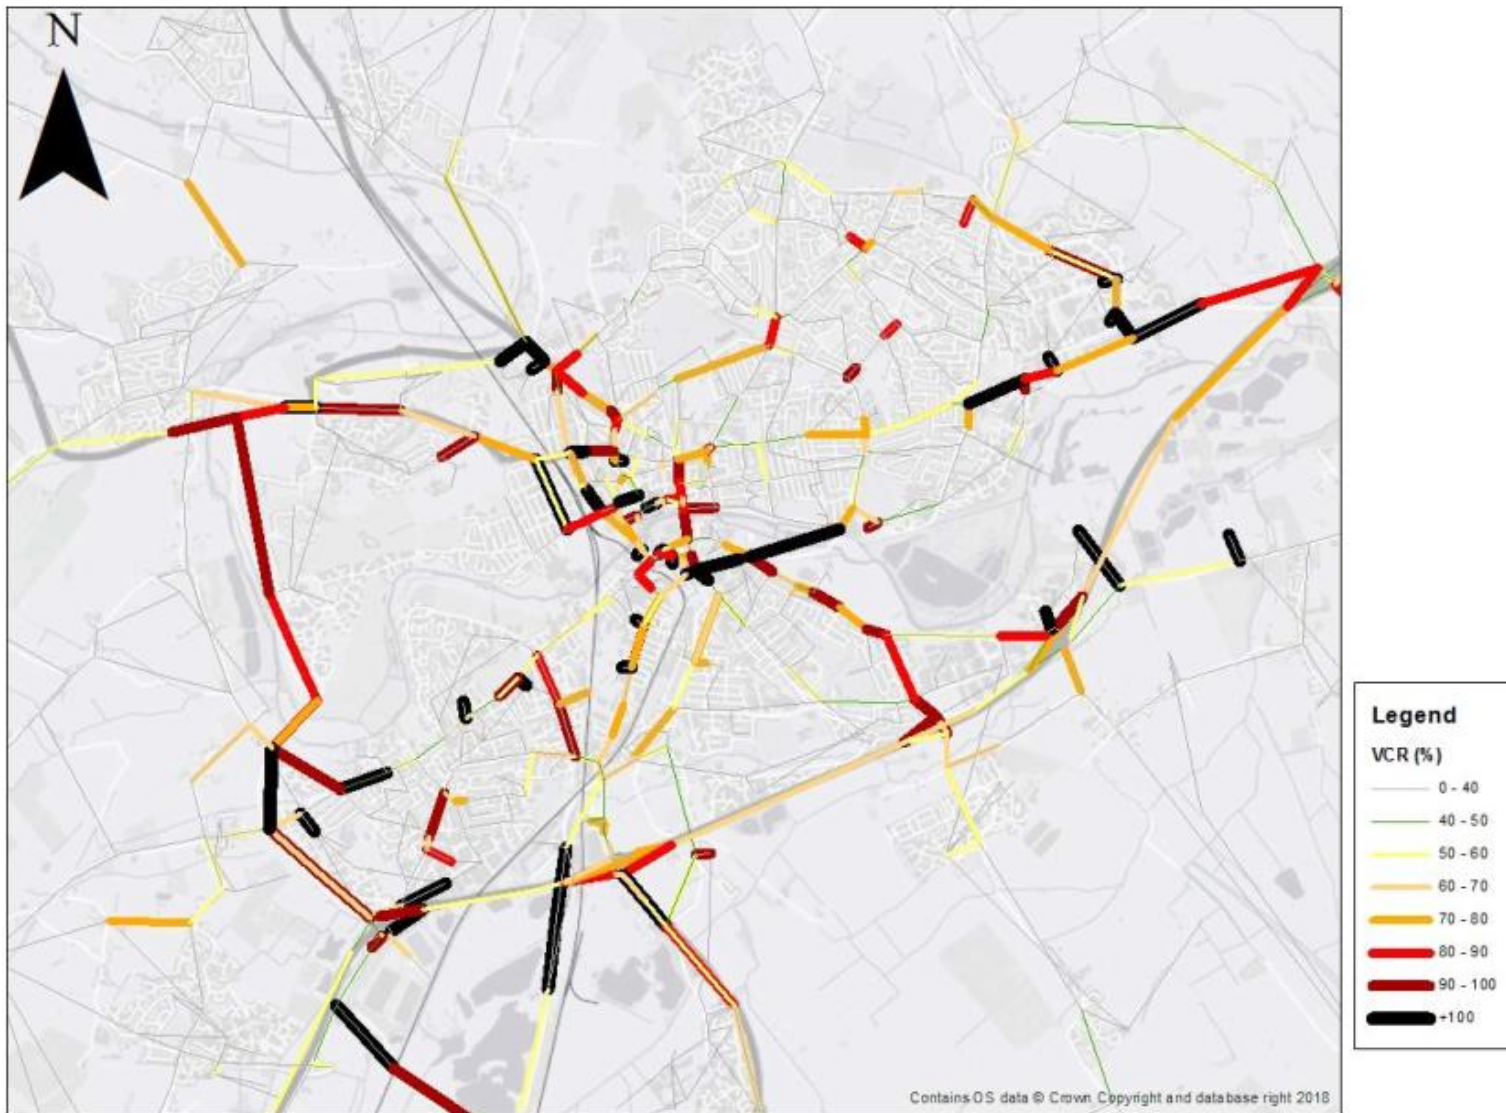 N
Legend
VCR (%)
0 - 40
40 - 50
50 - 60
60 - 70
70 - 80
80 - 90
90 - 100
+100
Contains OS data © Crown Copyright and database right 2018